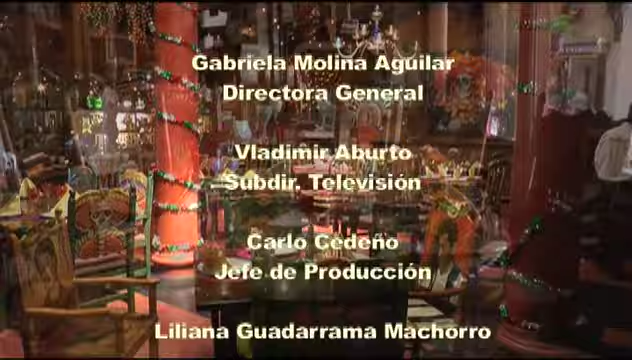 Gabriela Molina Aguilar
Directora General
Vladimir Aburto
Subdir. Televisión
Carlo Cedeño
Jefe de Producción
Liliana Guadarrama Machorro